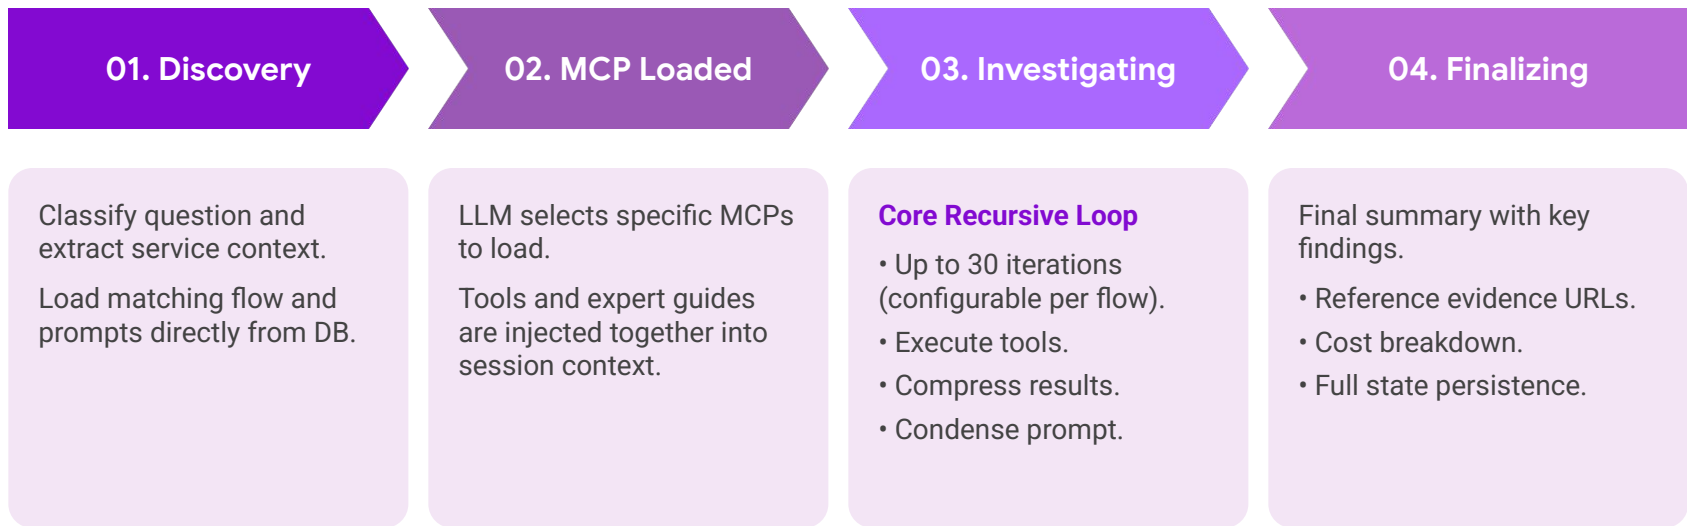 01. Discovery
02. MCP Loaded
03. Investigating
04. Finalizing
Classify question and
extract service context.
Load matching flow and
prompts directly from DB.
LLM selects specific MCPs
to load.
Tools and expert guides
are injected together into
session context.
Core Recursive Loop
• Up to 30 iterations
(configurable per flow).
• Execute tools.
• Compress results.
• Condense prompt.
Final summary with key
findings.
• Reference evidence URLs.
• Cost breakdown.
• Full state persistence.